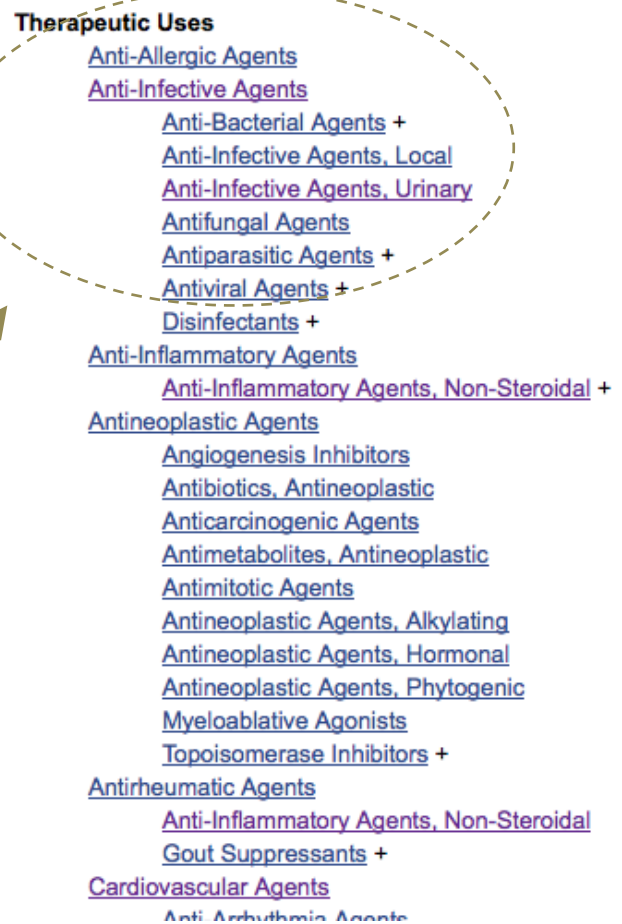 Therapeutic Uses
Anti-Allergic Agents
Anti-Infective Agents
Anti-Bacterial Agents +
Anti-Infective Agents, Local
Anti-Infective Agents, Urinary
Antifungal Agents
Antiparasitic Agents +
Antiviral Agents +
Disinfectants +
Anti-Inflammatory Agents
Anti-Inflammatory Agents, Non-Steroidal +
Antineoplastic Agents
Angiogenesis Inhibitors
Antibiotics, Antineoplastic
Anticarcinogenic Agents
Antimetabolites, Antineoplastic
Antimitotic Agents
Antineoplastic Agents, Alkylating
Antineoplastic Agents, Hormonal
Antineoplastic Agents, Phytogenic
Myeloablative Agonists
Topoisomerase Inhibitors +
Antirheumatic Agents
Anti-Inflammatory Agents, Non-Steroidal
Gout Suppressants +
Cardiovascular Agents
Anti-Arrhythmia Agents